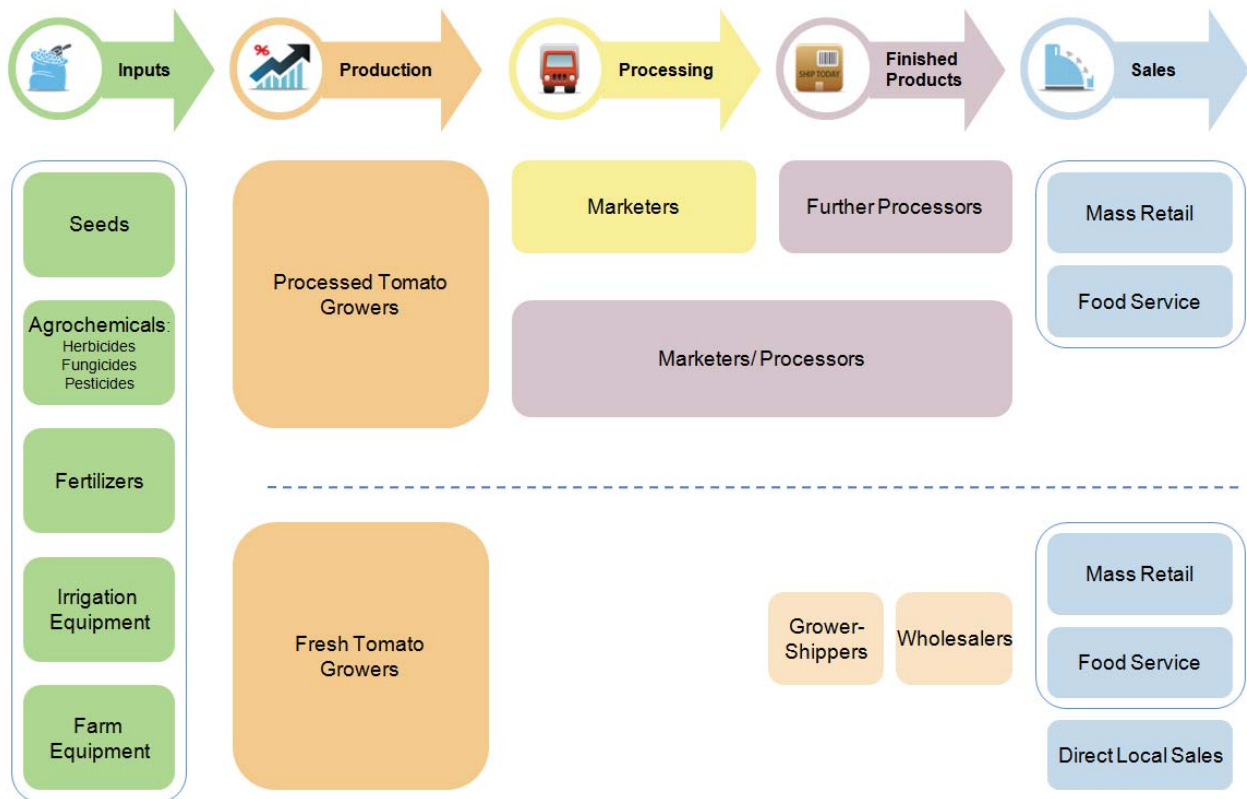 Inputs
%
Production
Processing
SHIP TODAY
Finished
Products
Sales
Seeds
Agrochemicals:
Herbicides
Fungicides
Pesticides
Fertilizers
Irrigation
Equipment
Farm
Equipment
Processed Tomato
Growers
Marketers
Further Processors
Marketers/ Processors
Mass Retail
Food Service
Fresh Tomato
Growers
Grower-
Shippers
Wholesalers
Mass Retail
Food Service
Direct Local Sales